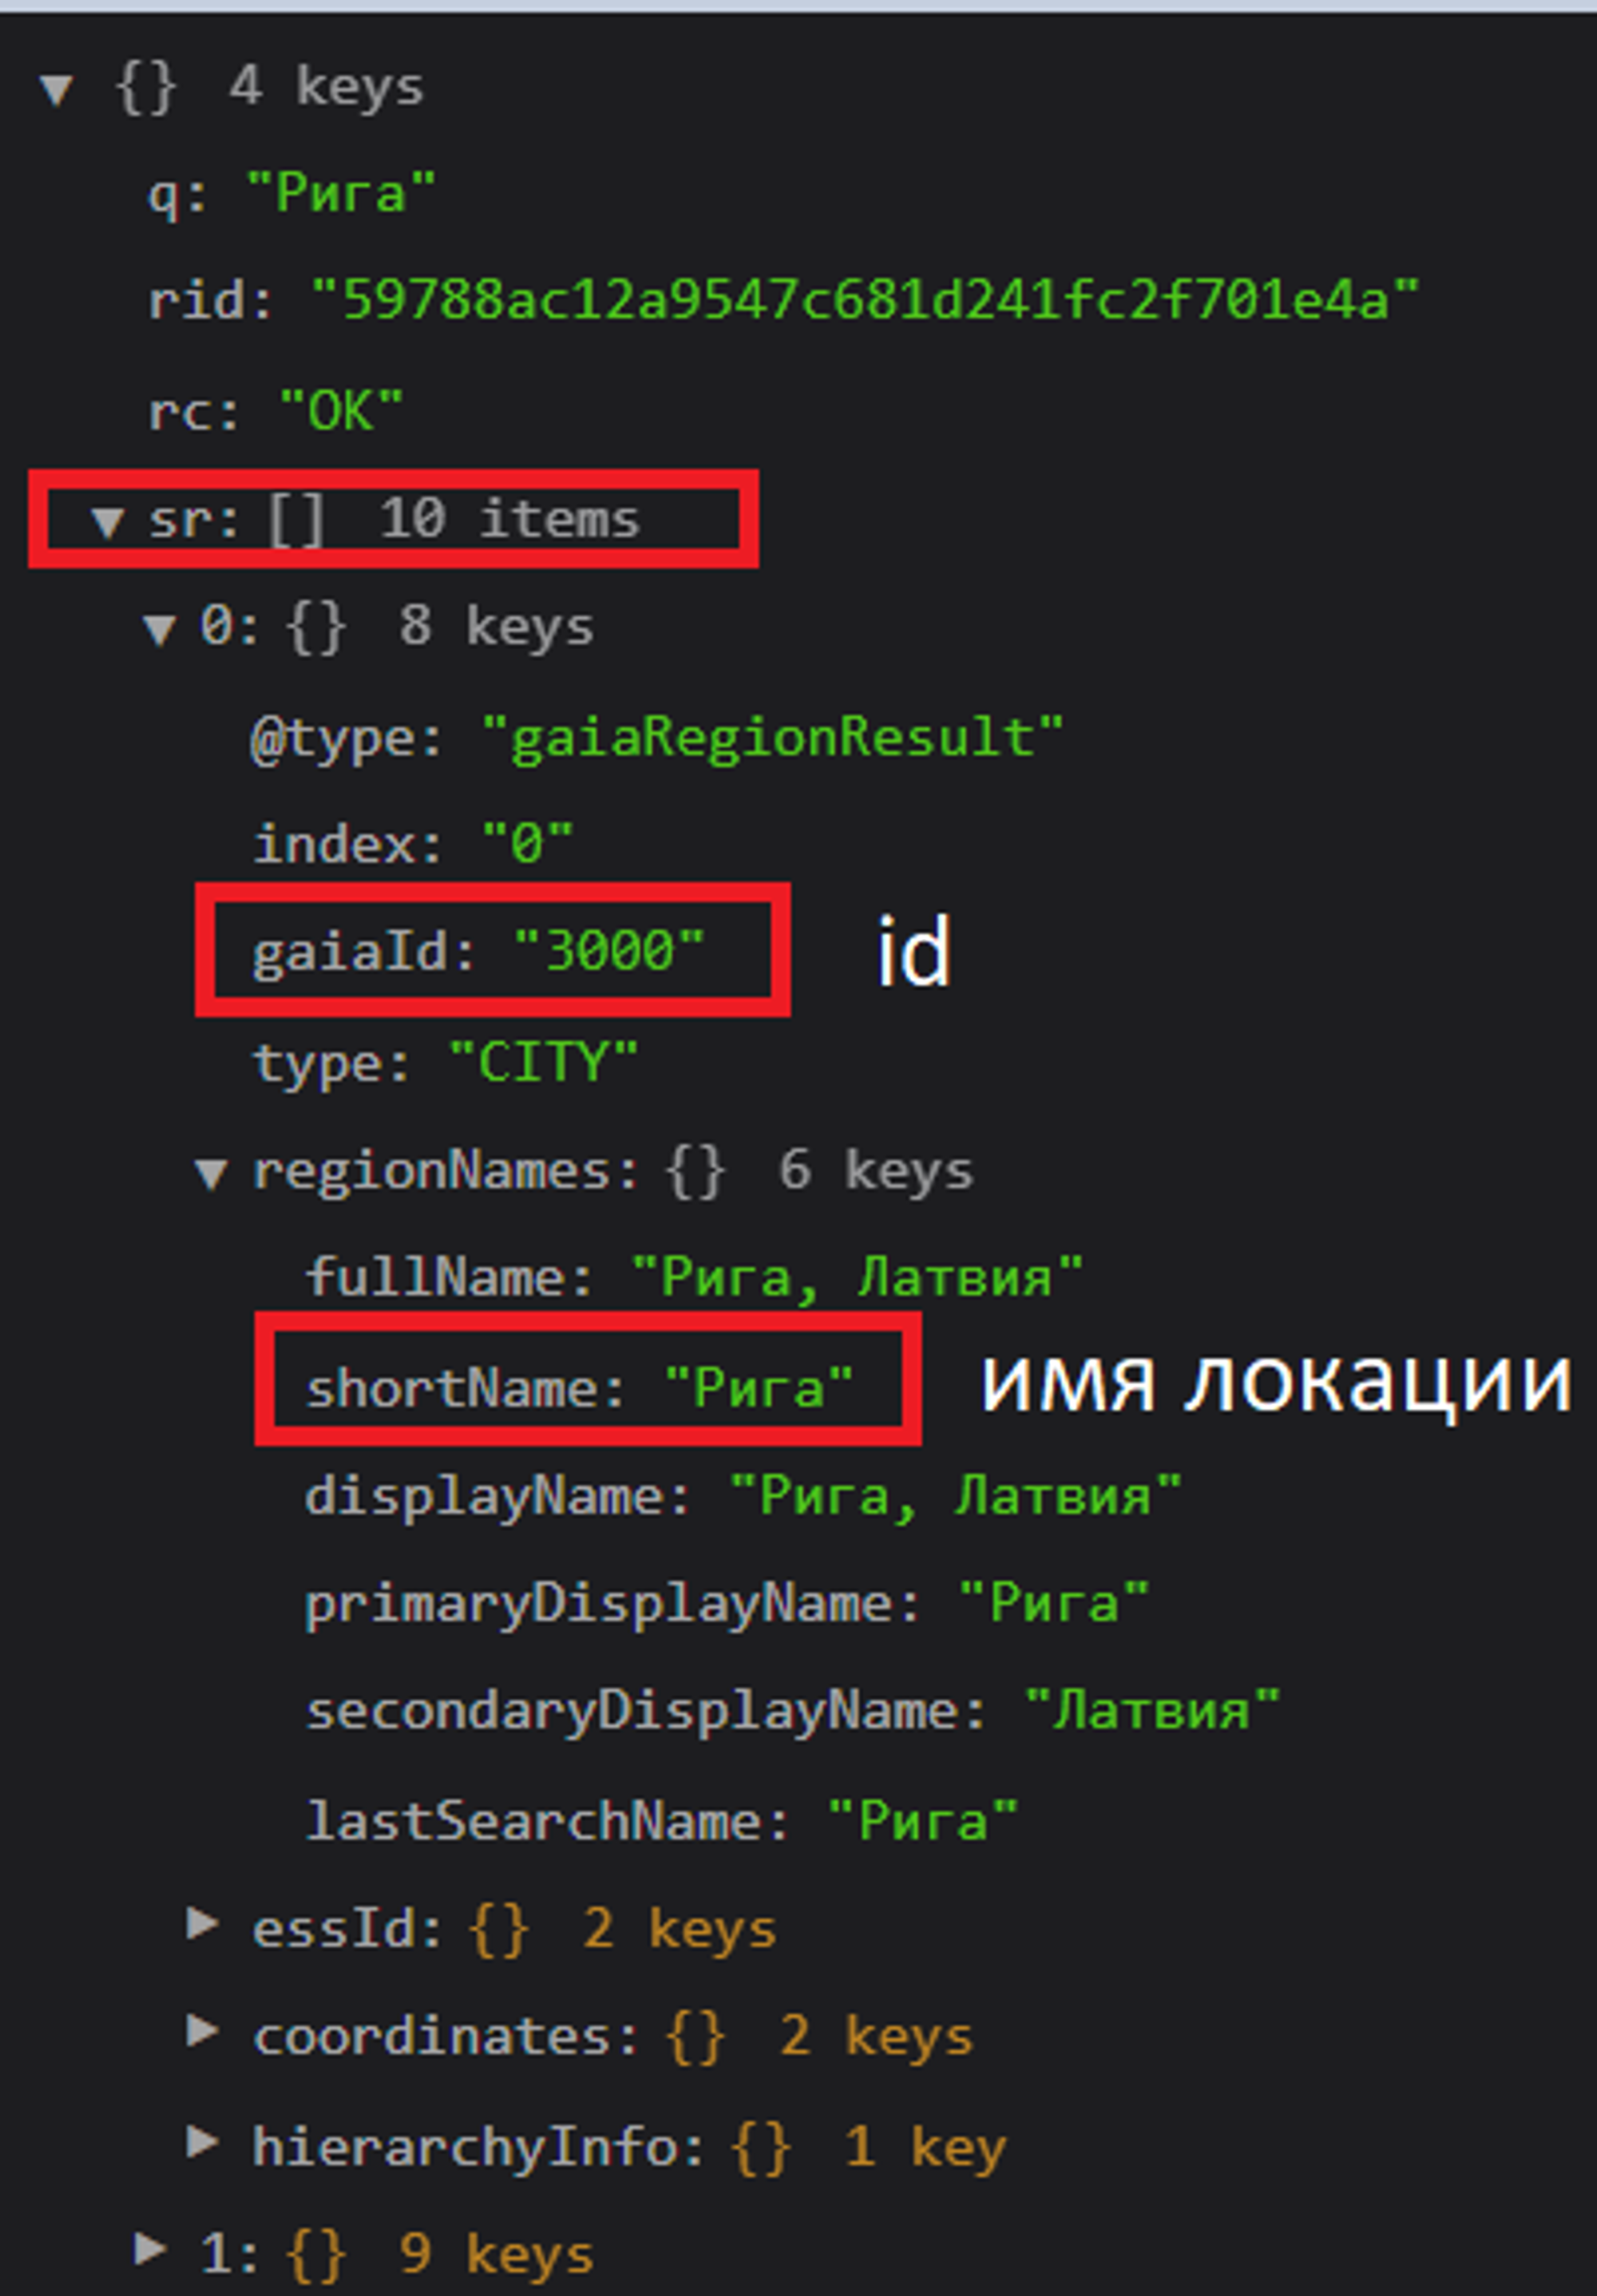 ▼ {} 4 keys
q: "Рига"
rid: "59788ac12a9547c681d241fc2f701e4a"
rc: "OK"
▼ sr: [] 10 items
▼ 0: {} 8 keys
@type: "gaiaRegionResult"
index: "0"
gaiaId: "3000" id
type: "CITY"
▼ regionNames: {} 6 keys
fullName: "Рига, Латвия"
shortName: "Рига" имя локации
displayName: "Рига, Латвия"
primaryDisplayName: "Рига"
secondaryDisplayName: "Латвия"
lastSearchName: "Рига"
▶ essId: {} 2 keys
▶ coordinates: {} 2 keys
▶ hierarchyInfo: {} 1 key
▶ 1: {} 9 keys